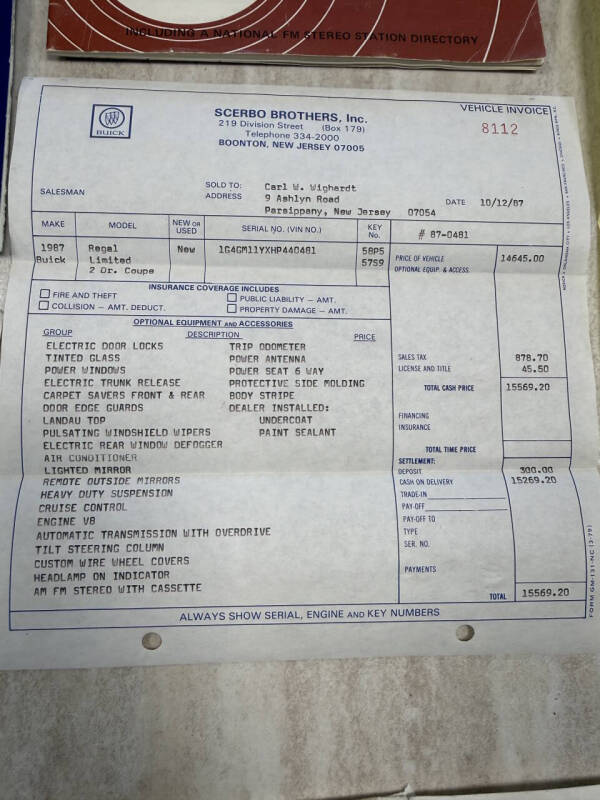 INCLUDING A NATIONAL FM STEREO STATION DIRECTORY
BUICK
SCERBO BROTHERS, Inc.
219 Division Street (Box 179)
Telephone 334-2000
BOONTON, NEW JERSEY 07005
VEHICLE INVOICE
8112
SALESMAN
SOLD TO: Carl W. Wighardt
ADDRESS 9 Ashlyn Road
Parsippany, New Jersey 07054
DATE 10/12/87
MAKE MODEL NEW OR USED SERIAL NO. (VIN NO.) KEY No. # 87-0481
1987 Regal New 1G4GM11YXHP440481 58P5
Buick Limited 57S9
2 Dr. Coupe
PRICE OF VEHICLE 14645.00
OPTIONAL EQUIP. & ACCESS.
INSURANCE COVERAGE INCLUDES
FIRE AND THEFT PUBLIC LIABILITY – AMT.
COLLISION – AMT. DEDUCT. PROPERTY DAMAGE – AMT.
OPTIONAL EQUIPMENT AND ACCESSORIES
GROUP DESCRIPTION PRICE
ELECTRIC DOOR LOCKS TRIP ODOMETER
TINTED GLASS POWER ANTENNA
POWER WINDOWS POWER SEAT 6 WAY
ELECTRIC TRUNK RELEASE PROTECTIVE SIDE MOLDING
CARPET SAVERS FRONT & REAR BODY STRIPE
DOOR EDGE GUARDS DEALER INSTALLED:
LANDAU TOP UNDERCOAT
PULSATING WINDSHIELD WIPERS PAINT SEALANT
ELECTRIC REAR WINDOW DEFOGGER
AIR CONDITIONER
LIGHTED MIRROR
REMOTE OUTSIDE MIRRORS
HEAVY DUTY SUSPENSION
CRUISE CONTROL
ENGINE V8
AUTOMATIC TRANSMISSION WITH OVERDRIVE
TILT STEERING COLUMN
CUSTOM WIRE WHEEL COVERS
HEADLAMP ON INDICATOR
AM FM STEREO WITH CASSETTE
SALES TAX 878.70
LICENSE AND TITLE 45.50
TOTAL CASH PRICE 15569.20
FINANCING
INSURANCE
TOTAL TIME PRICE
SETTLEMENT:
DEPOSIT 300.00
CASH ON DELIVERY 15269.20
TRADE-IN
PAY-OFF
PAY-OFF TO
TYPE
SER. NO.
PAYMENTS
TOTAL 15569.20
ALWAYS SHOW SERIAL, ENGINE AND KEY NUMBERS
FORM GM-131-NC (3-79)